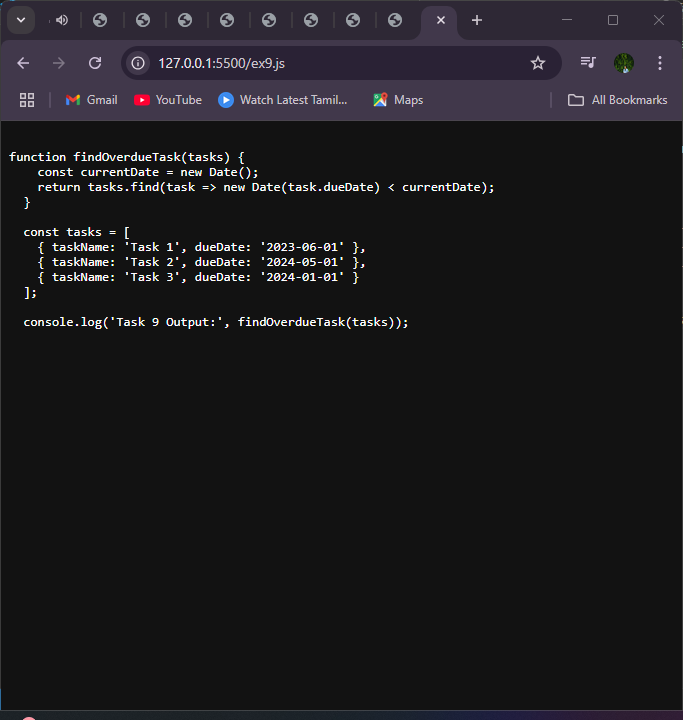 127.0.0.1:5500/ex9.js
Gmail YouTube Watch Latest Tamil... Maps All Bookmarks
function findOverdueTask(tasks) {
    const currentDate = new Date();
    return tasks.find(task => new Date(task.dueDate) < currentDate);
  }
  const tasks = [
    { taskName: 'Task 1', dueDate: '2023-06-01' },
    { taskName: 'Task 2', dueDate: '2024-05-01' },
    { taskName: 'Task 3', dueDate: '2024-01-01' }
  ];
  console.log('Task 9 Output:', findOverdueTask(tasks));